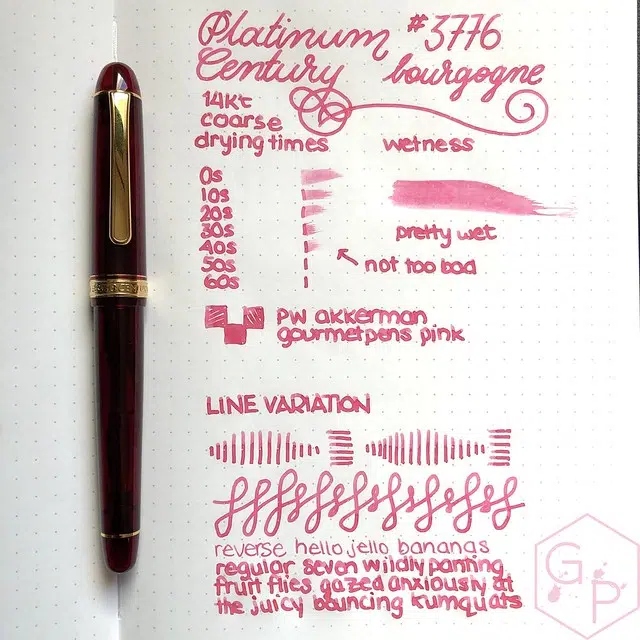 Platinum #3776
Century bourgogne
14kt
coarse
drying times
wetness
0s
10s
20s
30s
40s
50s
60s
pretty wet
not too bad
pw akkerman
gourmetpens pink
LINE VARIATION
reverse hello jello bananas
regular seven wildly panting
fruit flies gazed anxiously at
the juicy bouncing kumquats
G P